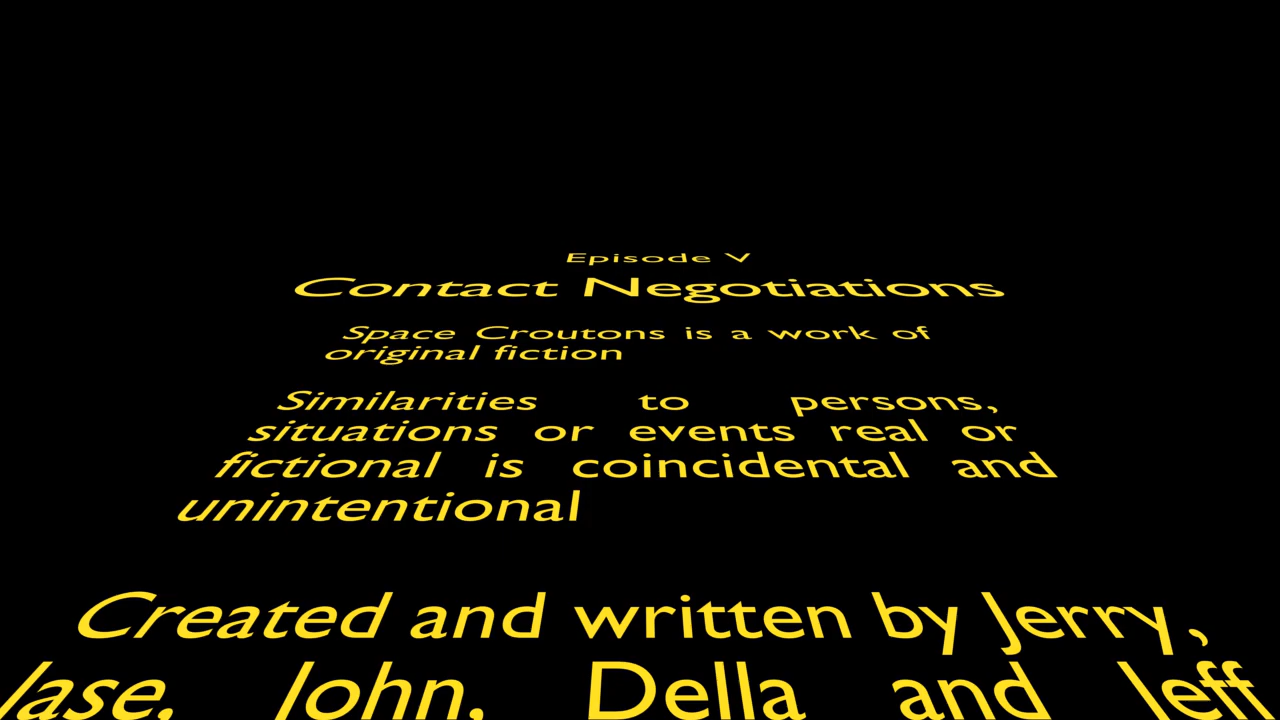 Episode V
Contact Negotiations
Space Croutons is a work of
original fiction
Similarities to persons,
situations or events real or
fictional is coincidental and
unintentional
Created and written by Jerry,
Jase, John, Della and Jeff